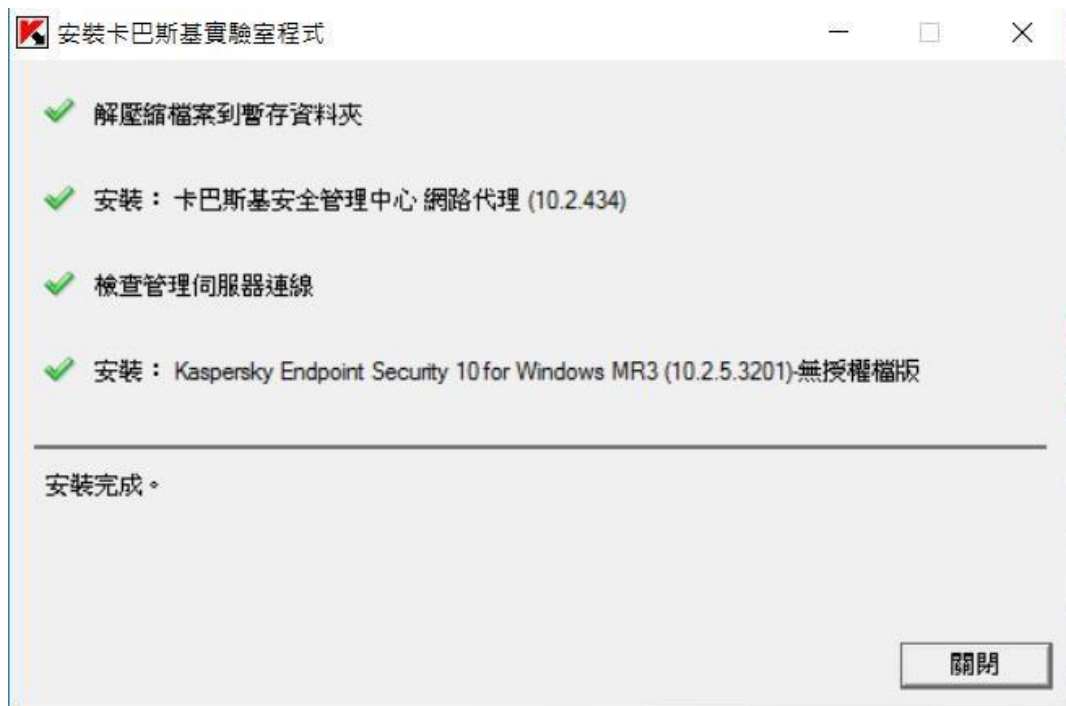 安裝卡巴斯基實驗室程式
解壓縮檔案到暫存資料夾
安裝： 卡巴斯基安全管理中心 網路代理 (10.2.434)
檢查管理伺服器連線
安裝： Kaspersky Endpoint Security 10 for Windows MR3 (10.2.5.3201)-無授權檔版
安裝完成。
關閉